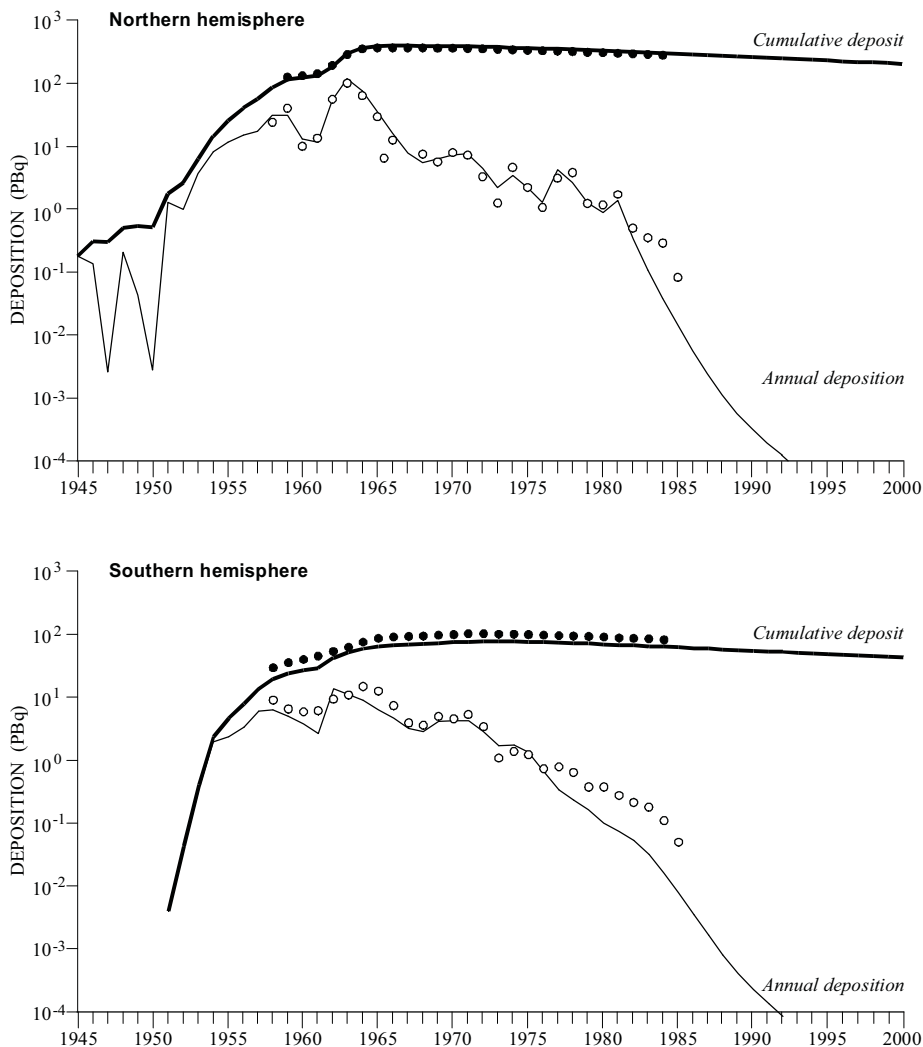 Northern hemisphere
Cumulative deposit
Annual deposition
DEPOSITION (PBq)
10³
10²
10¹
10⁰
10⁻¹
10⁻²
10⁻³
10⁻⁴
1945 1950 1955 1960 1965 1970 1975 1980 1985 1990 1995 2000
Southern hemisphere
Cumulative deposit
Annual deposition
DEPOSITION (PBq)
10³
10²
10¹
10⁰
10⁻¹
10⁻²
10⁻³
10⁻⁴
1945 1950 1955 1960 1965 1970 1975 1980 1985 1990 1995 2000